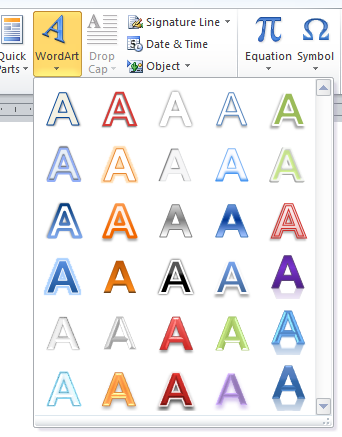 Quick
Parts
WordArt
Drop
Cap
Signature Line
Date & Time
Object
Equation
Symbol
A A A A A
A A A A A
A A A A A
A A A A A
A A A A A
A A A A A